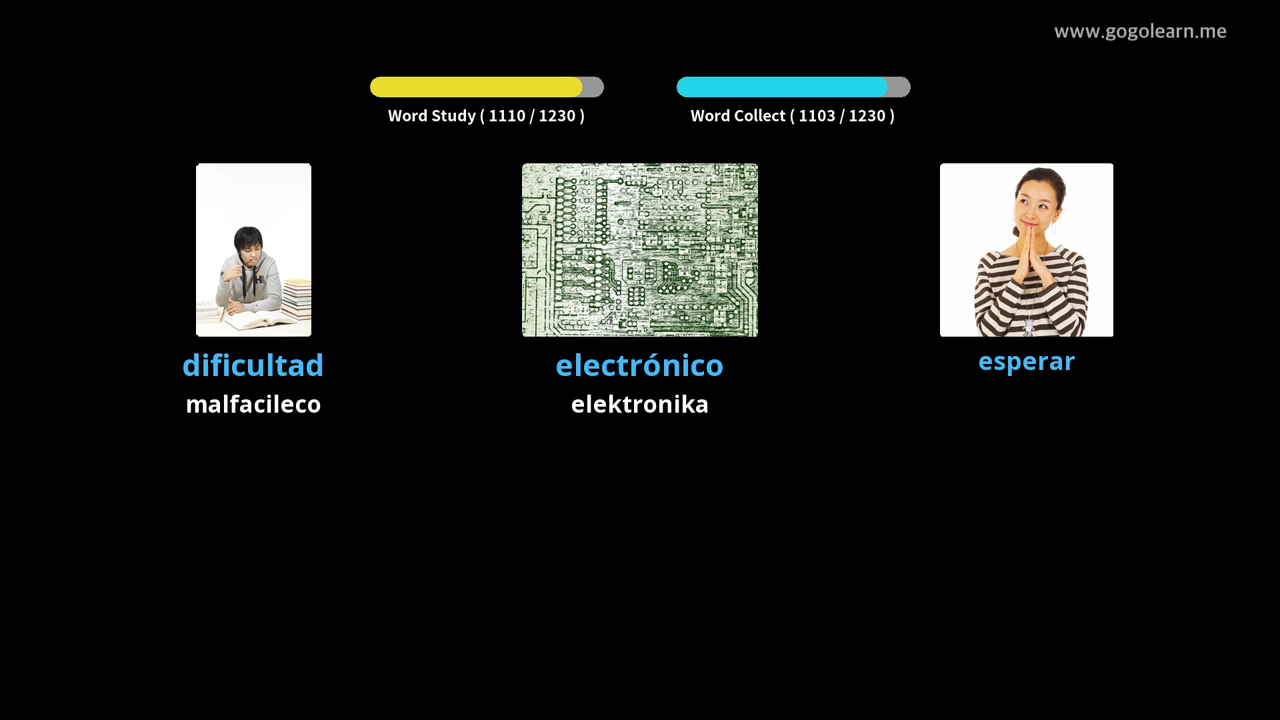 www.gogolearn.me
Word Study ( 1110 / 1230 )
Word Collect ( 1103 / 1230 )
dificultad
malfacileco
electrónico
elektronika
esperar